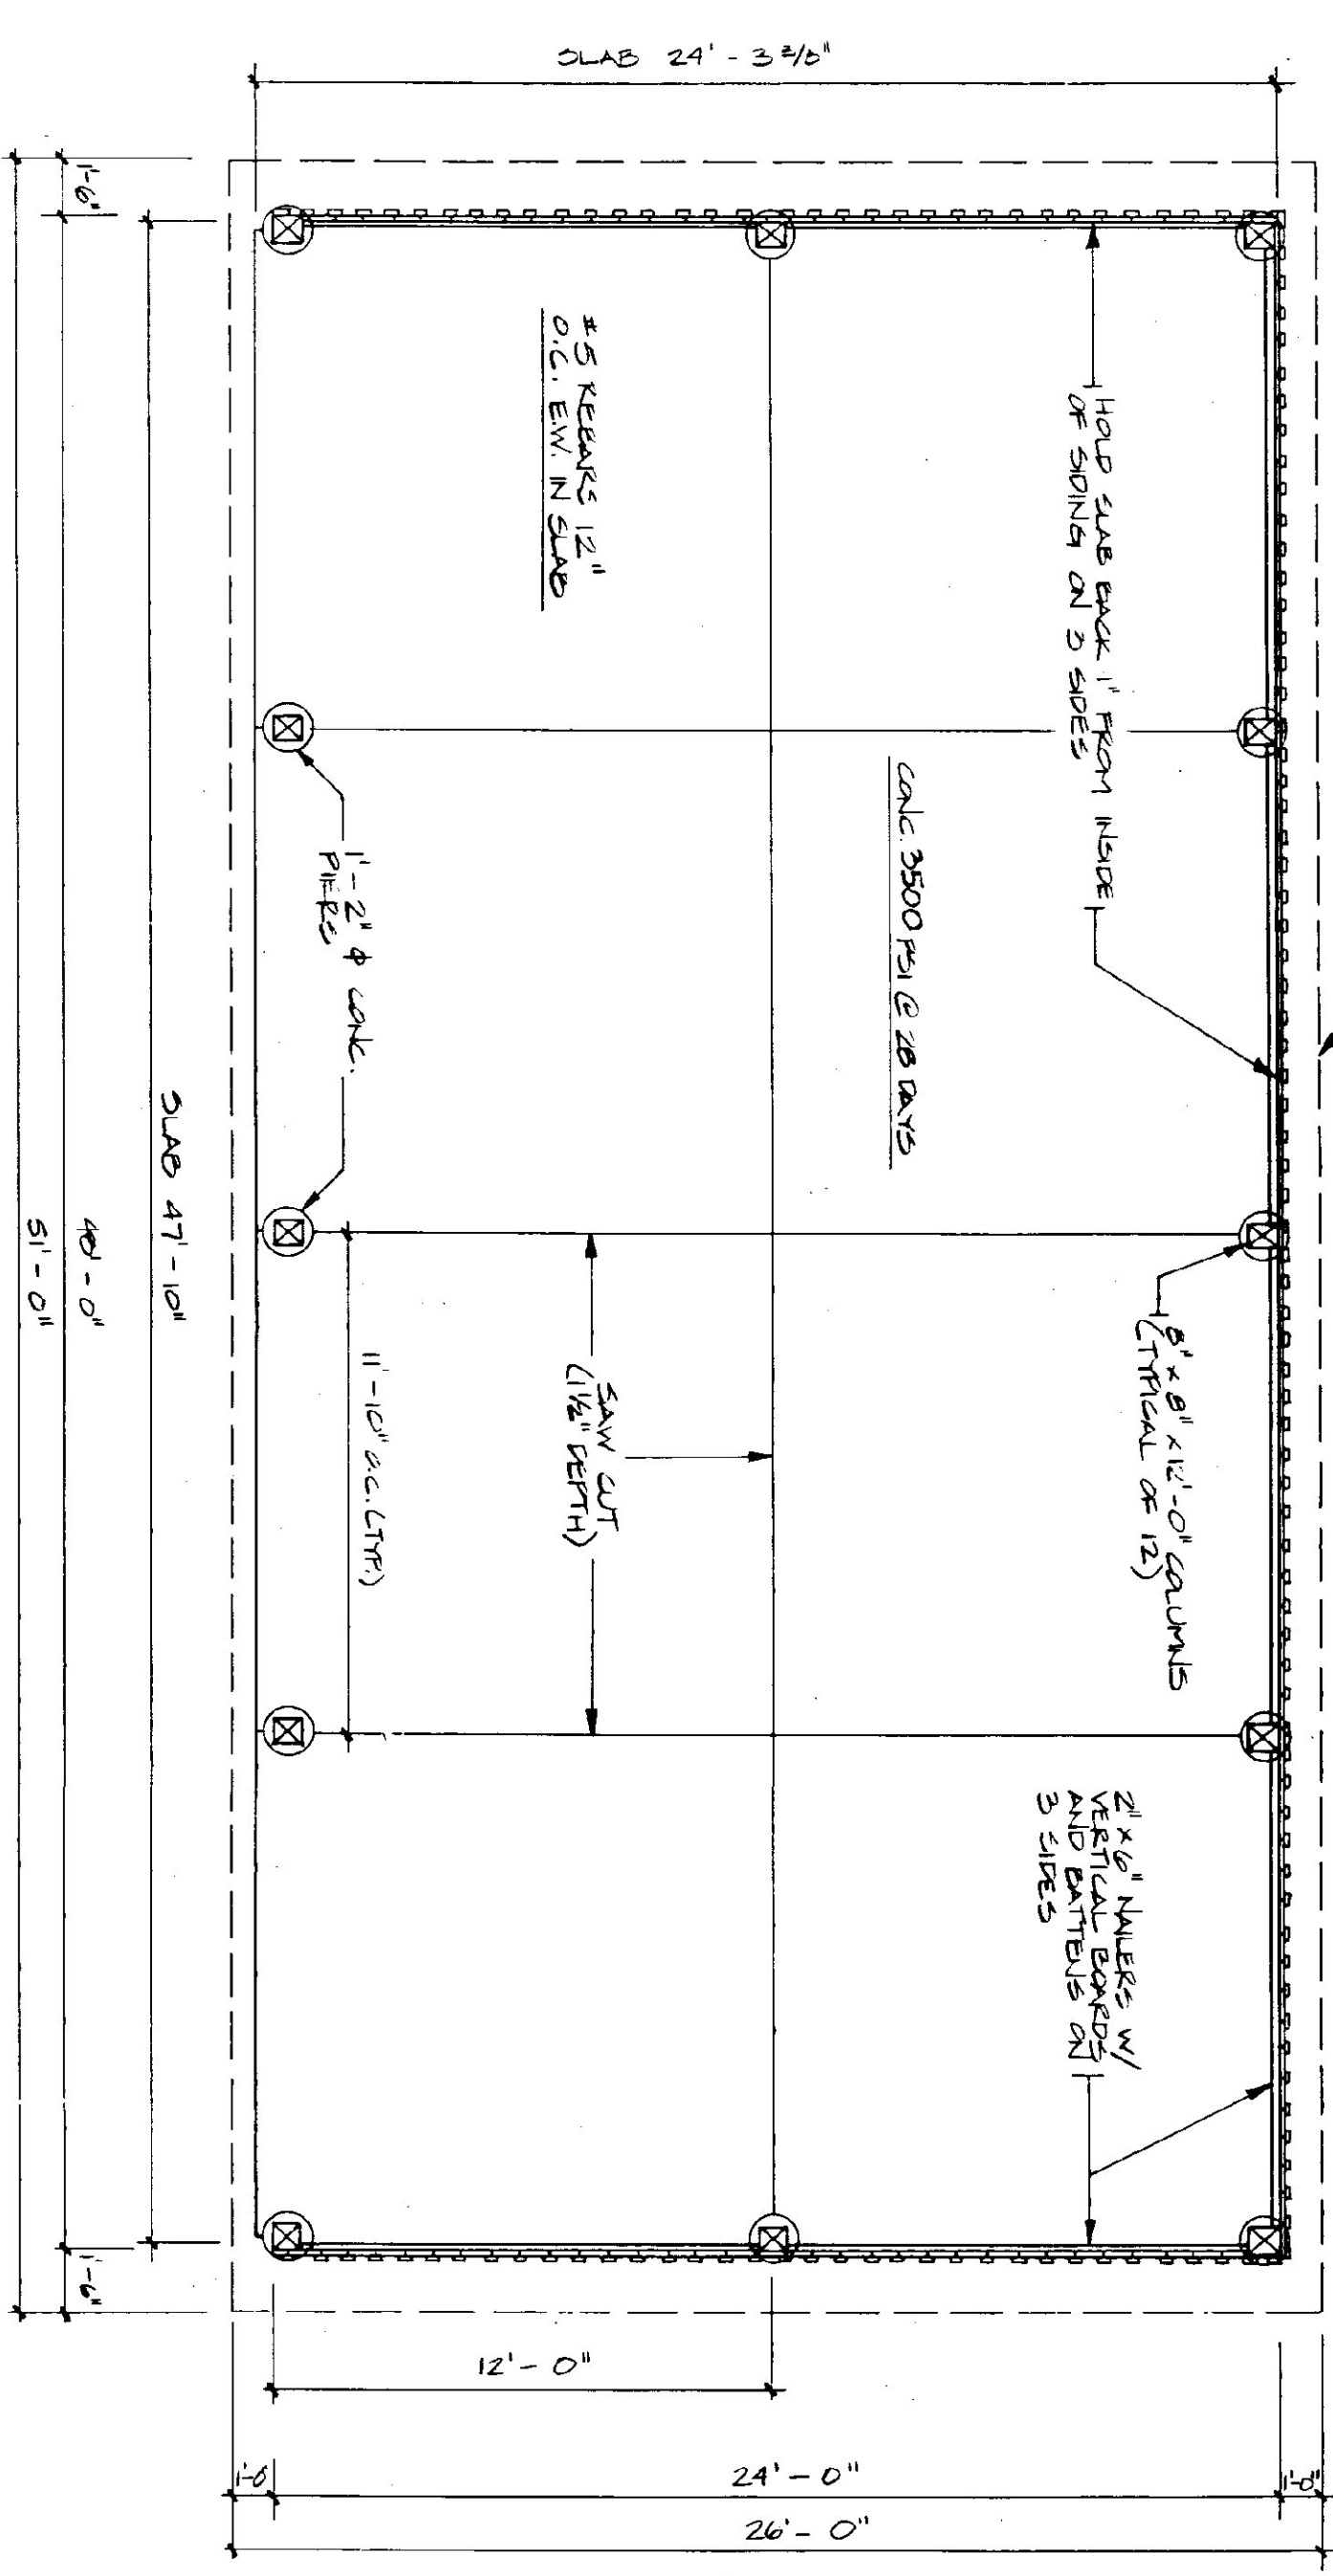 SLAB 24' - 3 3/8"
1'-6"
#5 REBARS 12"
O.C. E.W. IN SLAB
HOLD SLAB BACK 1" FROM INSIDE
OF SIDING ON 3 SIDES
CONC. 3500 PSI @ 28 DAYS
1'-2" ⌀ CONC.
PIERS
SLAB 47'-10"
48'-0"
51'-0"
11'-10" O.C. (TYP.)
SAW CUT
(1 1/2" DEPTH)
8" x 8" x 12'-0" COLUMNS
(TYPICAL OF 12)
2" x 6" NAILERS W/
VERTICAL BOARDS
AND BATTENS ON
3 SIDES
1'-6"
12'-0"
1'-0
24'-0"
1'-0"
26'-0"